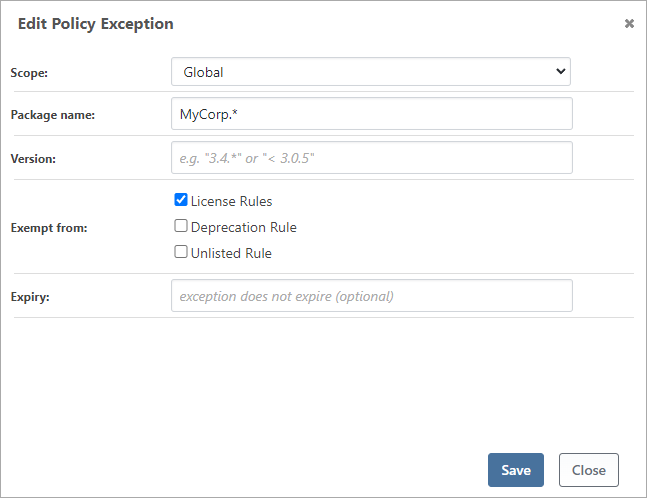 Edit Policy Exception
Scope: Global
Package name: MyCorp.*
Version: e.g. "3.4.*" or "< 3.0.5"
License Rules
Exempt from: Deprecation Rule
Unlisted Rule
Expiry: exception does not expire (optional)
Save Close